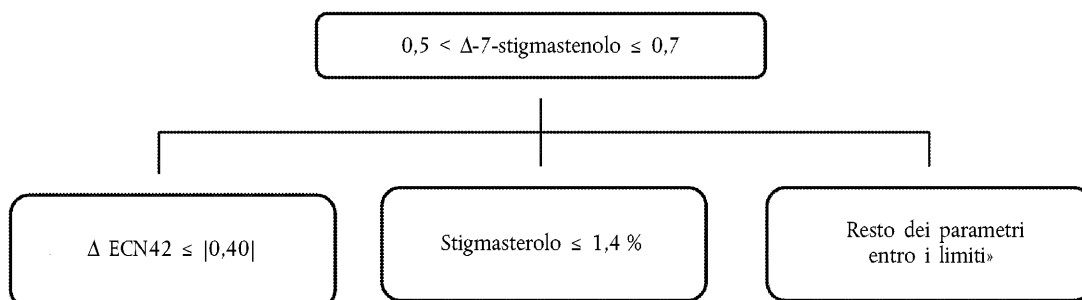 0,5 < Δ-7-stigmastenolo ≤ 0,7
Δ ECN42 ≤ |0,40|
Stigmasterolo ≤ 1,4 %
Resto dei parametri
entro i limiti»